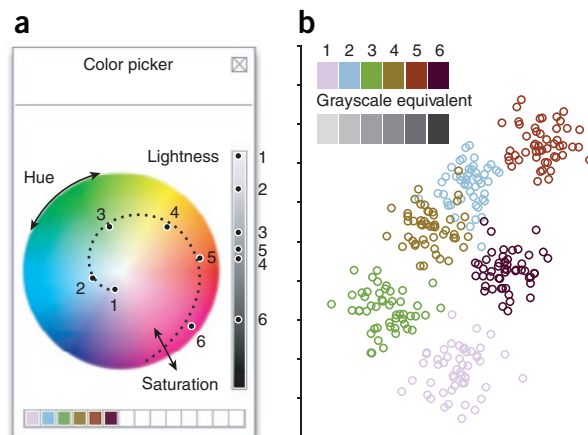 a
Color picker
Lightness
1
2
3
5
4
6
Hue
3
4
5
2
1
6
Saturation
b
1 2 3 4 5 6
Grayscale equivalent